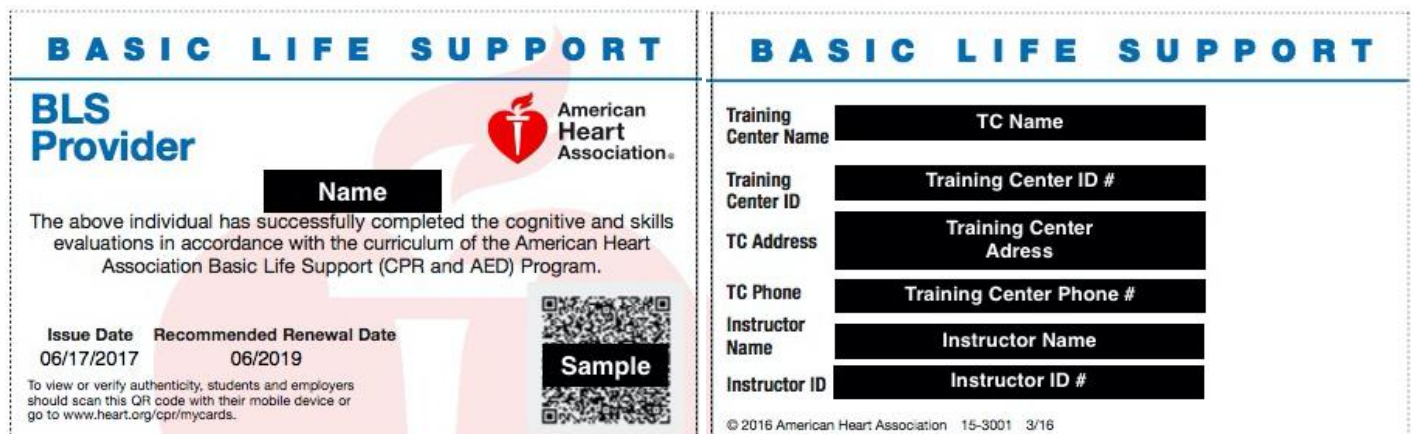 BASIC LIFE SUPPORT
BLS
Provider
American
Heart
Association®
Name
The above individual has successfully completed the cognitive and skills
evaluations in accordance with the curriculum of the American Heart
Association Basic Life Support (CPR and AED) Program.
Issue Date Recommended Renewal Date
06/17/2017 06/2019
Sample
To view or verify authenticity, students and employers
should scan this QR code with their mobile device or
go to www.heart.org/cpr/mycards.
BASIC LIFE SUPPORT
Training
Center Name
TC Name
Training
Center ID
Training Center ID #
TC Address
Training Center
Adress
TC Phone
Training Center Phone #
Instructor
Name
Instructor Name
Instructor ID
Instructor ID #
© 2016 American Heart Association 15-3001 3/16